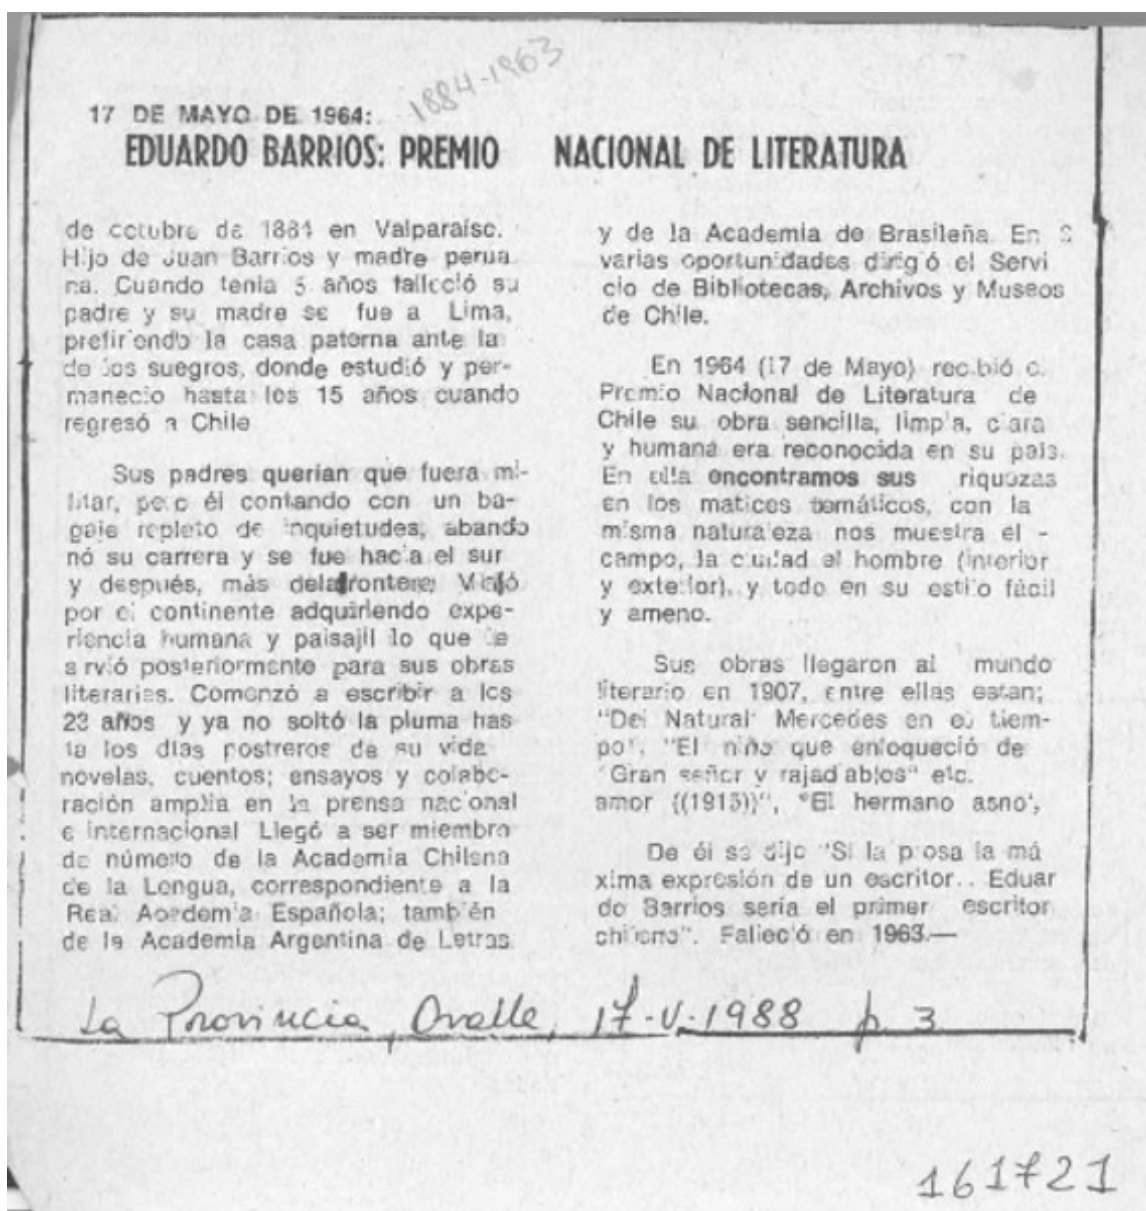 1884-1963
17 DE MAYO DE 1964:
EDUARDO BARRIOS: PREMIO NACIONAL DE LITERATURA
de octubre de 1884 en Valparaíso.
Hijo de Juan Barrios y madre perua
na. Cuando tenía 5 años falleció su
padre y su madre se fue a Lima,
prefiriendo la casa paterna ante la
de los suegros, donde estudió y per-
maneció hasta los 15 años cuando
regresó a Chile
Sus padres querían que fuera mi-
litar, pero él contando con un ba-
gaje repleto de inquietudes, abando
nó su carrera y se fue hacia el sur
y después, más
por el continente adquiriendo expe-
riencia humana y paisajil lo que le
sirvió posteriormente para sus obras
literarias. Comenzó a escribir a los
23 años y ya no soltó la pluma has
ta los días postreros de su vida
novelas, cuentos; ensayos y colabo-
ración amplia en la prensa nacional
e internacional Llegó a ser miembro
de número de la Academia Chilena
de la Lengua, correspondiente a la
Real Academia Española; también
de la Academia Argentina de Letras
y de la Academia de Brasileña. En
varias oportunidades dirigió el Servi
cio de Bibliotecas, Archivos y Museos
de Chile.
En 1964 (17 de Mayo) recibió el
Premio Nacional de Literatura de
Chile su obra sencilla, limpia, clara
y humana era reconocida en su país.
En ella encontramos sus riquezas
en los matices temáticos, con la
misma naturaleza nos muestra el -
campo, la ciudad el hombre (interior
y exterior), y todo en su estilo fácil
y ameno.
Sus obras llegaron al mundo
literario en 1907, entre ellas estan;
"Del Natural" Mercedes en el tiem-
po", "El niño que enloqueció de
"Gran señor y rajadiablos" etc.
amor ((1915))", "El hermano asno",
De él se dijo "Si la prosa la má
xima expresión de un escritor.. Eduar
do Barrios sería el primer escritor
chileno". Falleció en 1963.—
La Provincia, Ovalle, 17-V-1988 p. 3
161721